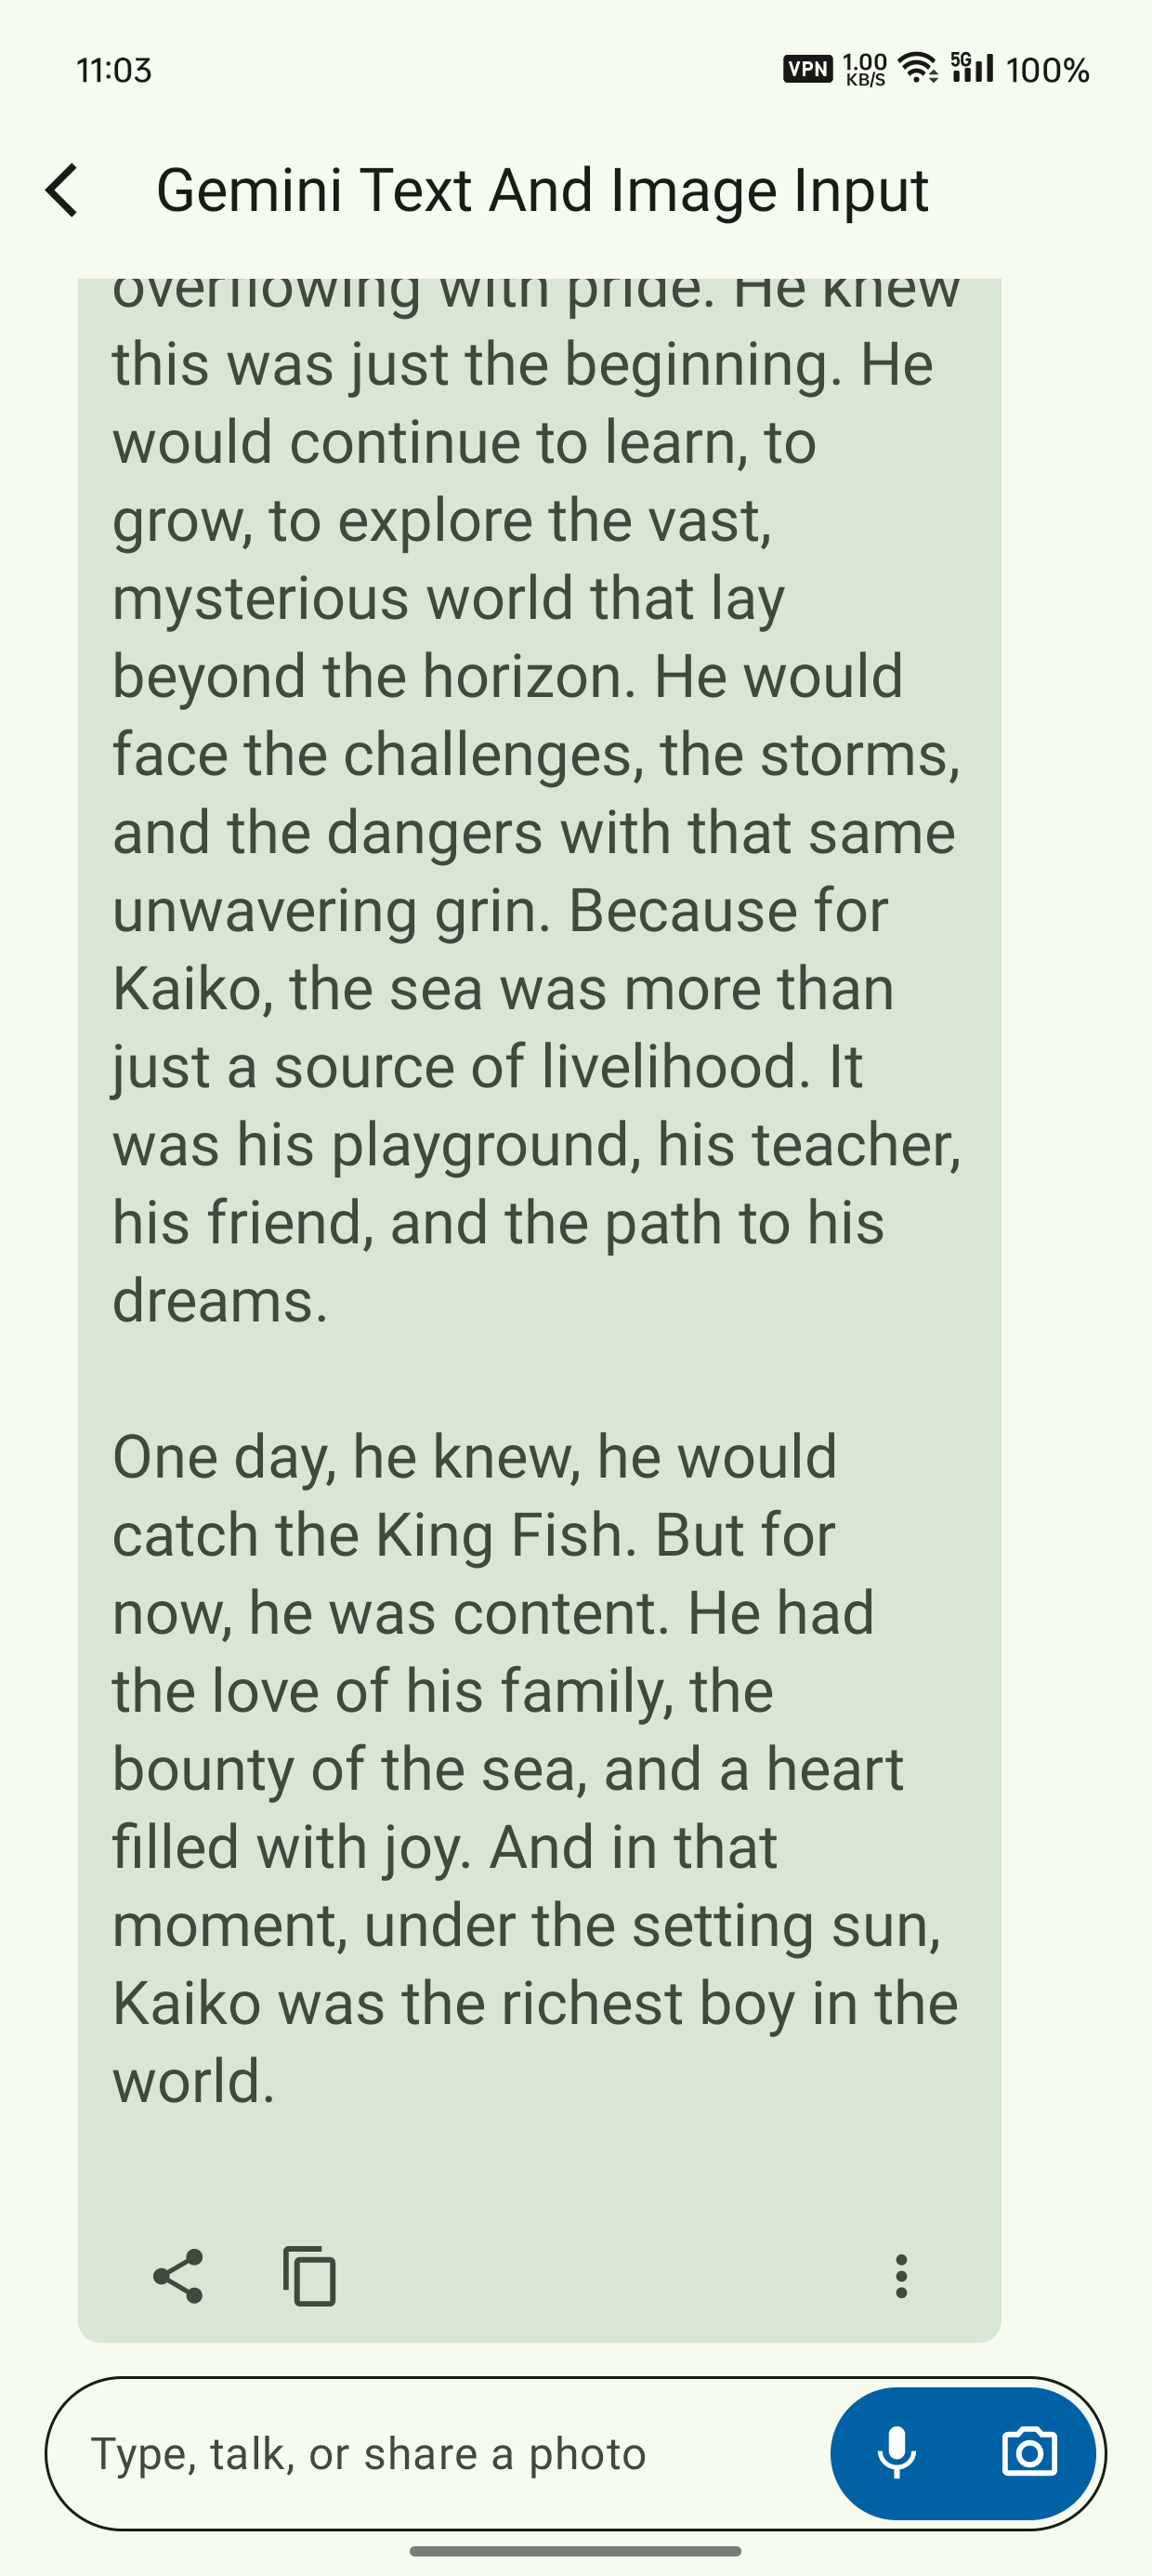 11:03
VPN 1.00 KB/S 5G 100%
Gemini Text And Image Input
overflowing with pride. He knew
this was just the beginning. He
would continue to learn, to
grow, to explore the vast,
mysterious world that lay
beyond the horizon. He would
face the challenges, the storms,
and the dangers with that same
unwavering grin. Because for
Kaiko, the sea was more than
just a source of livelihood. It
was his playground, his teacher,
his friend, and the path to his
dreams.
One day, he knew, he would
catch the King Fish. But for
now, he was content. He had
the love of his family, the
bounty of the sea, and a heart
filled with joy. And in that
moment, under the setting sun,
Kaiko was the richest boy in the
world.
Type, talk, or share a photo